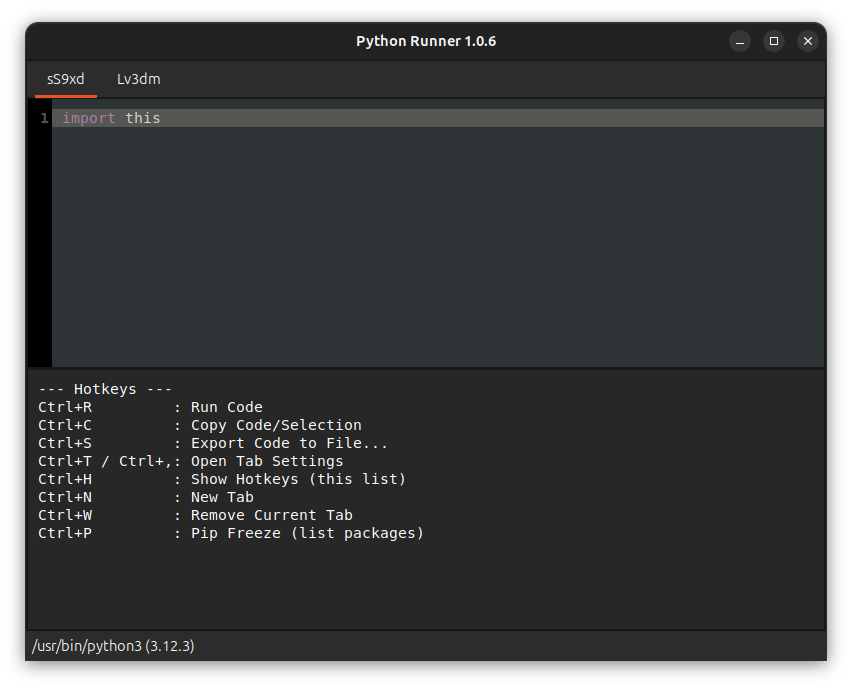 Python Runner 1.0.6
sS9xd Lv3dm
1 import this
--- Hotkeys ---
Ctrl+R         : Run Code
Ctrl+C         : Copy Code/Selection
Ctrl+S         : Export Code to File...
Ctrl+T / Ctrl+,: Open Tab Settings
Ctrl+H         : Show Hotkeys (this list)
Ctrl+N         : New Tab
Ctrl+W         : Remove Current Tab
Ctrl+P         : Pip Freeze (list packages)
/usr/bin/python3 (3.12.3)